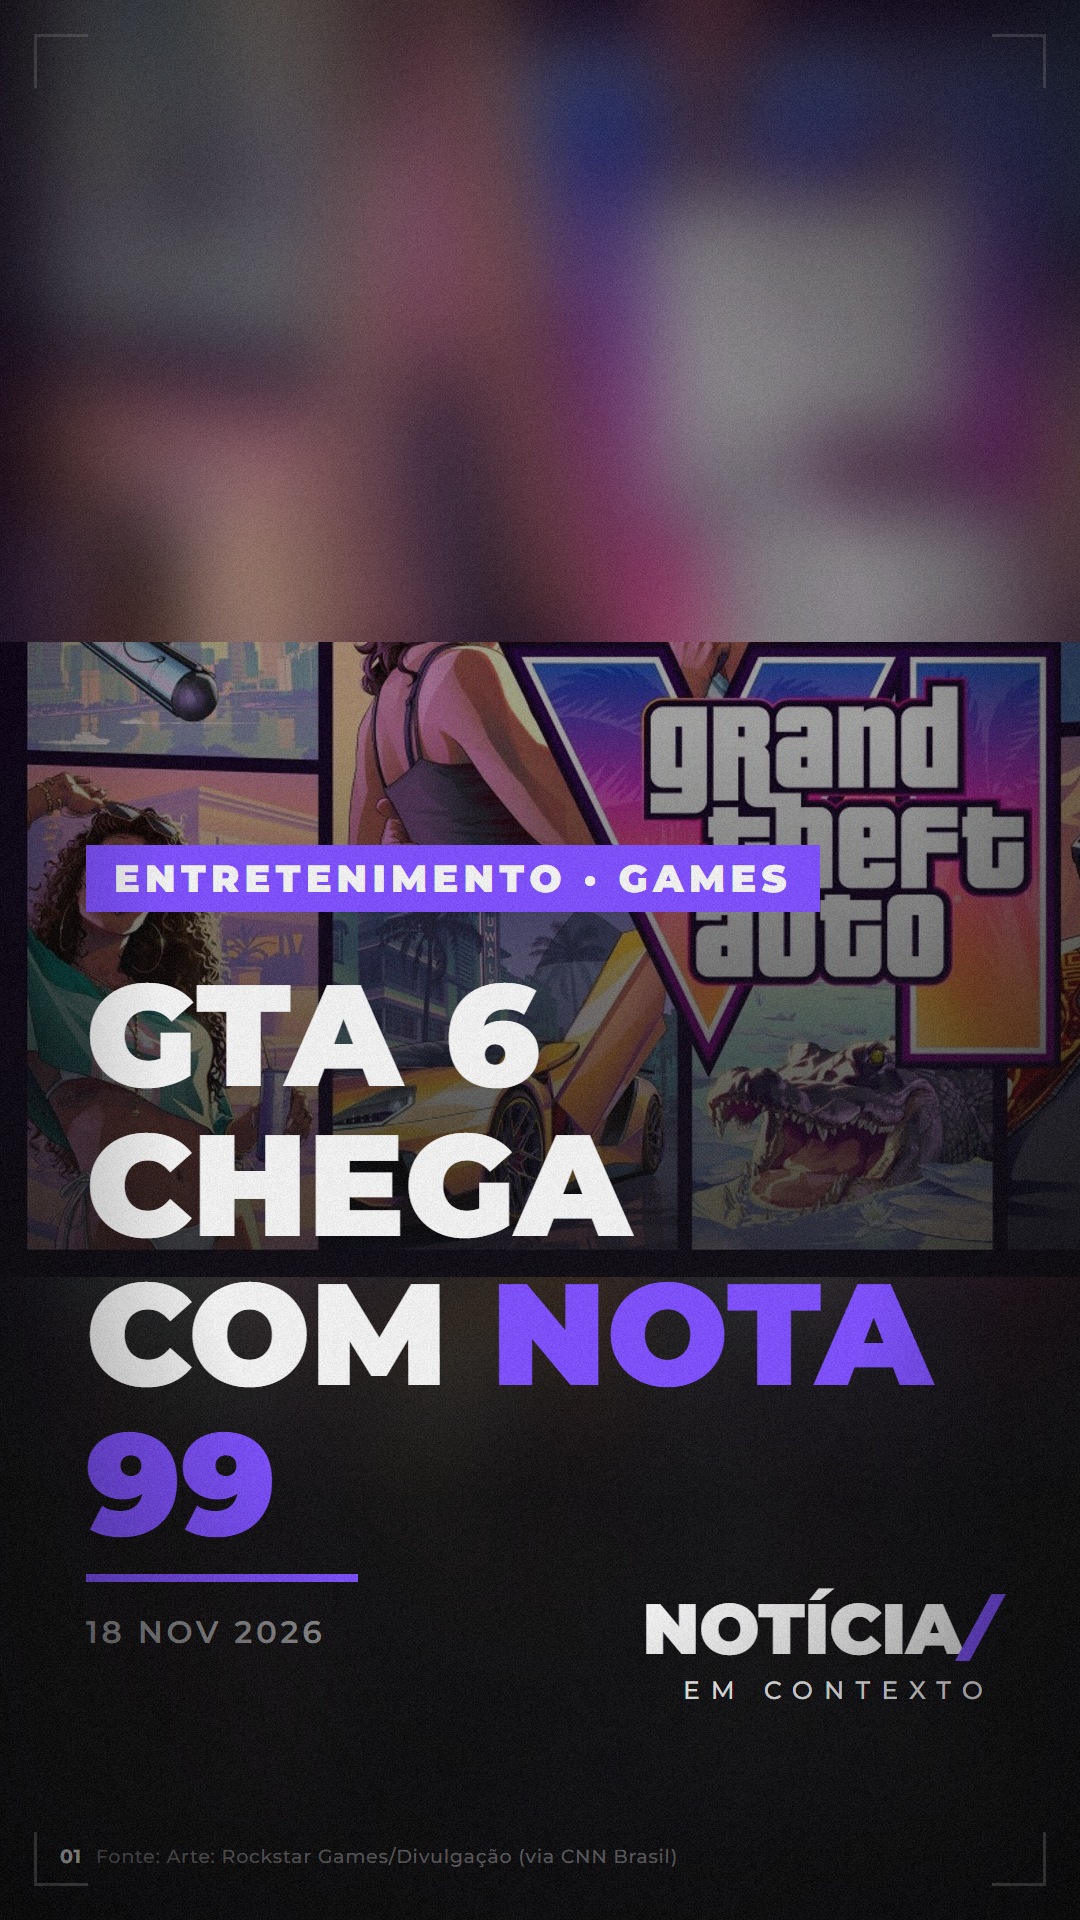 grand
theft
auto
VI
ENTRETENIMENTO • GAMES
GTA 6
CHEGA
COM NOTA
99
18 NOV 2026
NOTÍCIA/
EM CONTEXTO
01 Fonte: Arte: Rockstar Games/Divulgação (via CNN Brasil)